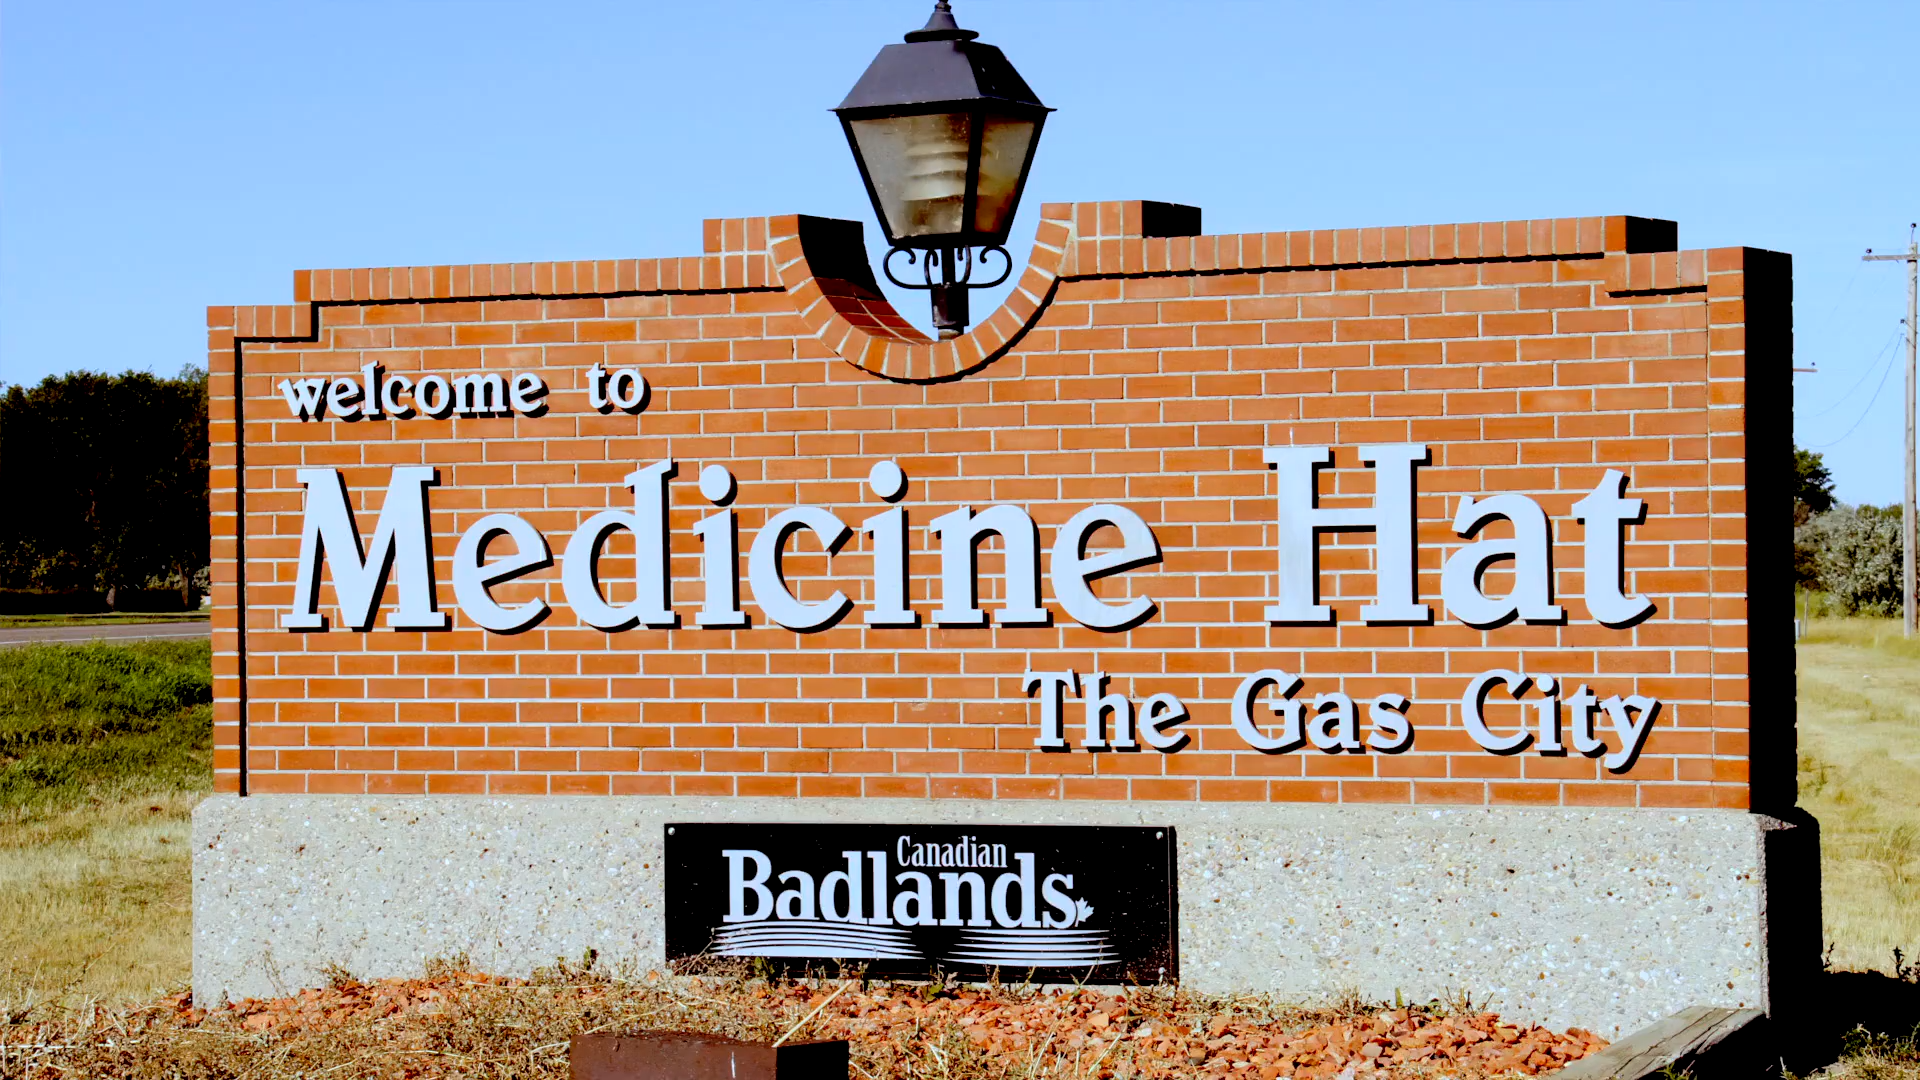 welcome to
Medicine Hat
The Gas City
Canadian
Badlands